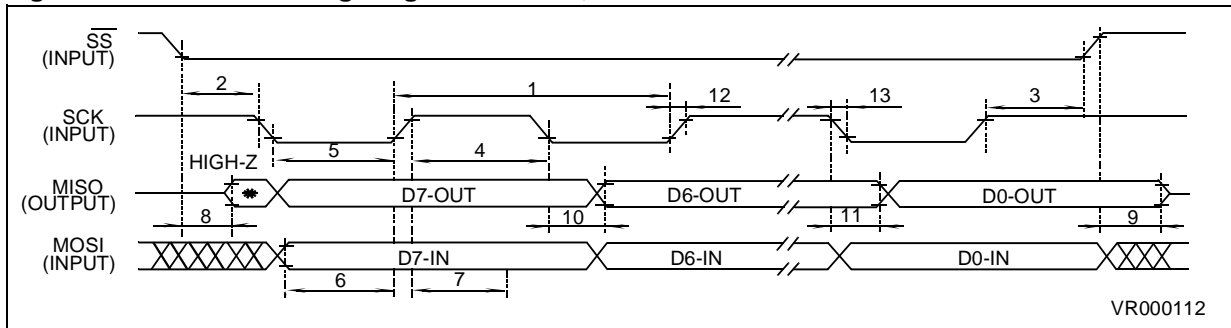 SS
(INPUT)
2
1
12
13
3
SCK
(INPUT)
5
4
HIGH-Z
MISO
(OUTPUT)
D7-OUT
D6-OUT
D0-OUT
8
10
11
9
MOSI
(INPUT)
D7-IN
D6-IN
D0-IN
6
7
VR000112